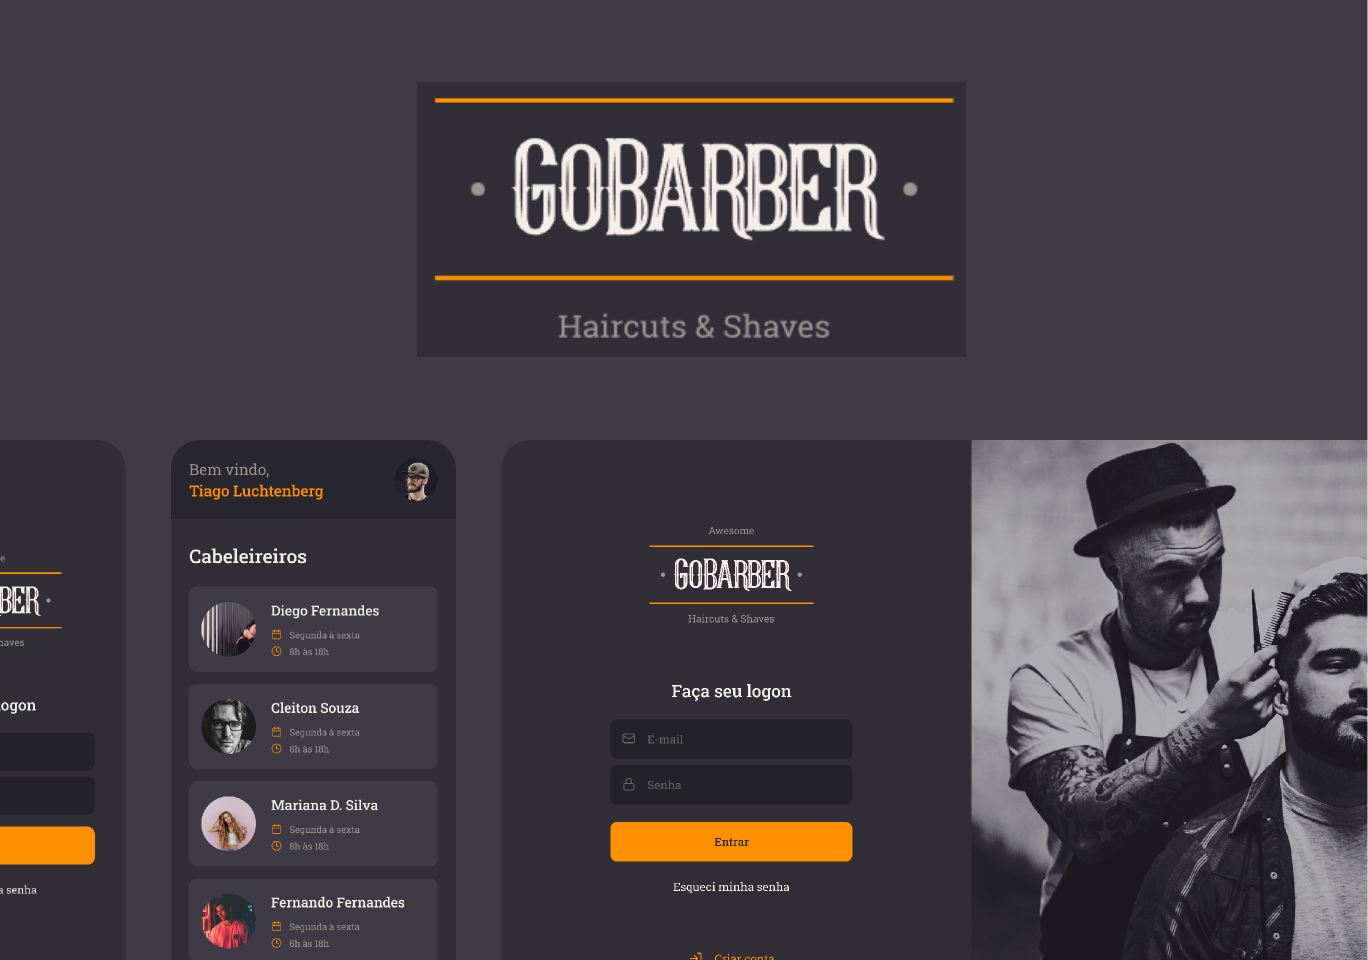 GOBARBER
Haircuts & Shaves
e
BER
haves
logon
a senha
Bem vindo,
Tiago Luchtenberg
Cabeleireiros
Diego Fernandes
Segunda à sexta
8h às 18h
Cleiton Souza
Segunda à sexta
8h às 18h
Mariana D. Silva
Segunda à sexta
8h às 18h
Fernando Fernandes
Segunda à sexta
8h às 18h
Awesome
GOBARBER
Haircuts & Shaves
Faça seu logon
E-mail
Senha
Entrar
Esqueci minha senha
Criar conta